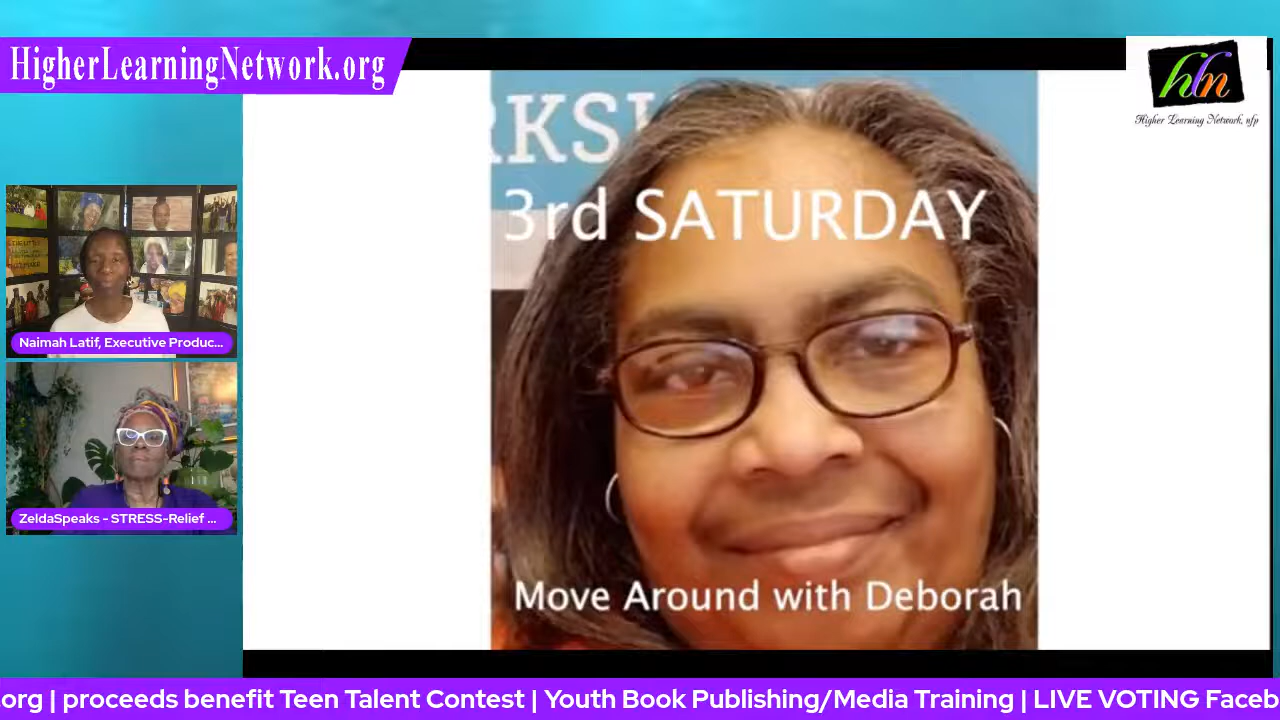 HigherLearningNetwork.org
hln
Higher Learning Network, nfp
RKS
3rd SATURDAY
Naimah Latif, Executive Produc...
ZeldaSpeaks - STRESS-Relief ...
Move Around with Deborah
.org | proceeds benefit Teen Talent Contest | Youth Book Publishing/Media Training | LIVE VOTING Faceb